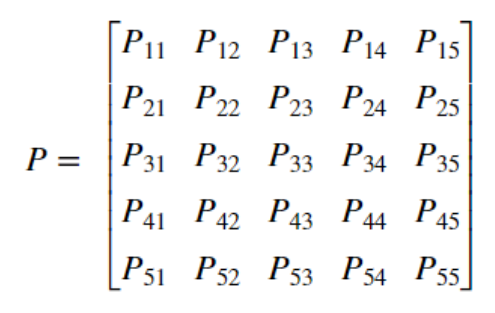 P₁₁ P₁₂ P₁₃ P₁₄ P₁₅
P₂₁ P₂₂ P₂₃ P₂₄ P₂₅
P = P₃₁ P₃₂ P₃₃ P₃₄ P₃₅
P₄₁ P₄₂ P₄₃ P₄₄ P₄₅
P₅₁ P₅₂ P₅₃ P₅₄ P₅₅